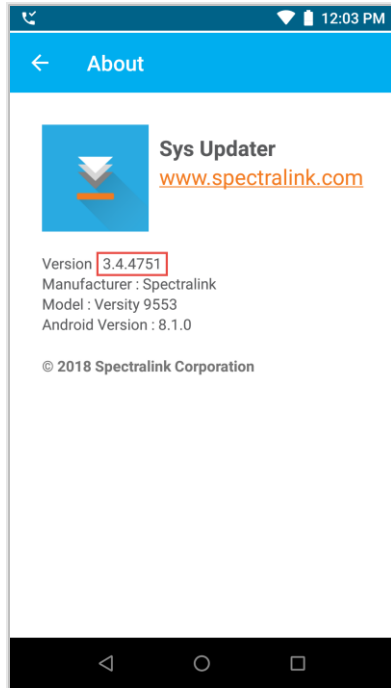 12:03 PM
About
Sys Updater
www.spectralink.com
Version 3.4.4751
Manufacturer : Spectralink
Model : Versity 9553
Android Version : 8.1.0
© 2018 Spectralink Corporation